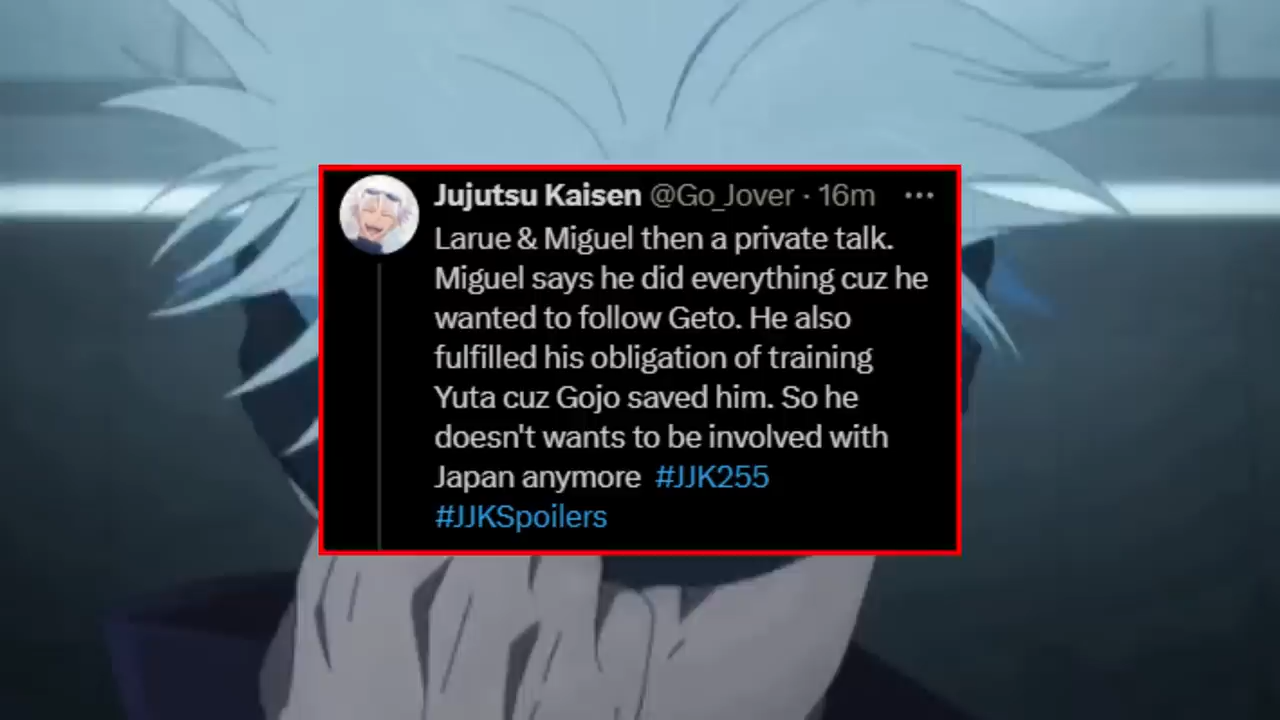 Jujutsu Kaisen @Go_Jover · 16m ···
Larue & Miguel then a private talk.
Miguel says he did everything cuz he
wanted to follow Geto. He also
fulfilled his obligation of training
Yuta cuz Gojo saved him. So he
doesn't wants to be involved with
Japan anymore #JJK255
#JJKSpoilers